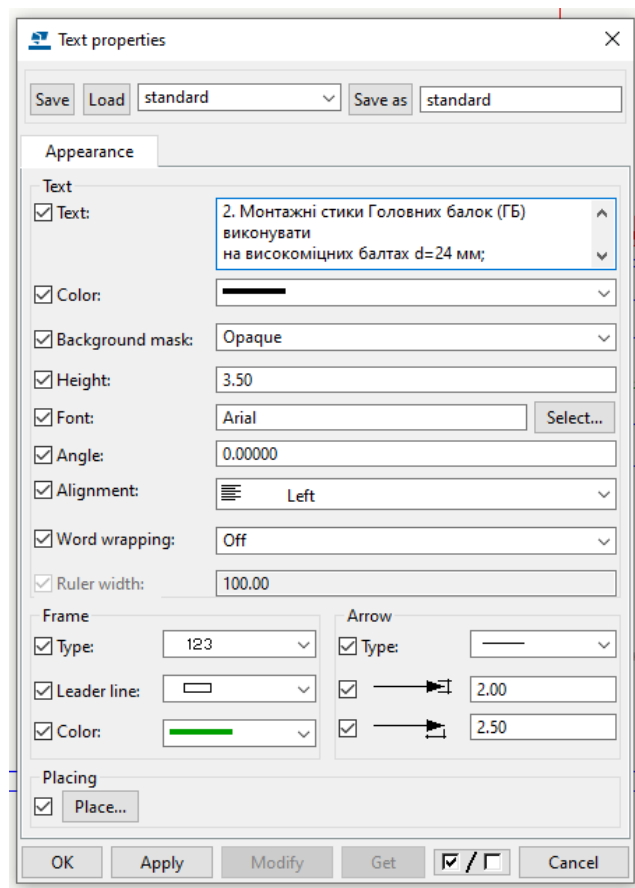 Text properties
Save Load standard Save as standard
Appearance
Text
Text:
2. Монтажні стики Головних балок (ГБ)
виконувати
на високоміцних балтах d=24 мм;
Color:
Background mask: Opaque
Height: 3.50
Font: Arial Select...
Angle: 0.00000
Alignment: Left
Word wrapping: Off
Ruler width: 100.00
Frame
Type: 123
Leader line:
Color:
Arrow
Type:
2.00
2.50
Placing
Place...
OK Apply Modify Get / Cancel